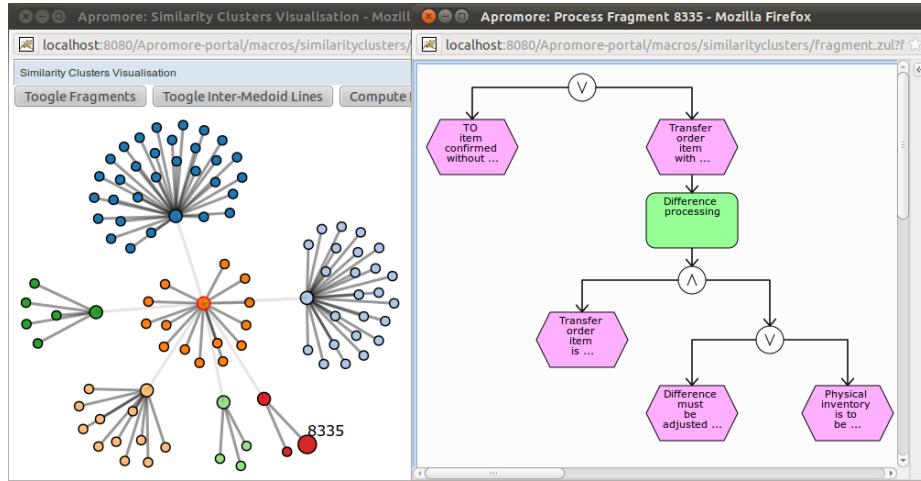 Apromore: Similarity Clusters Visualisation - Mozill
localhost:8080/Apromore-portal/macros/similarityclusters/
Similarity Clusters Visualisation
Toogle Fragments
Toogle Inter-Medoid Lines
Compute
8335
Apromore: Process Fragment 8335 - Mozilla Firefox
localhost:8080/Apromore-portal/macros/similarityclusters/fragment.zul?f
V
TO
item
confirmed
without ...
Transfer
order
item
with ...
Difference
processing
Λ
Transfer
order
item
is ...
V
Difference
must
be
adjusted ...
Physical
inventory
is to
be ...